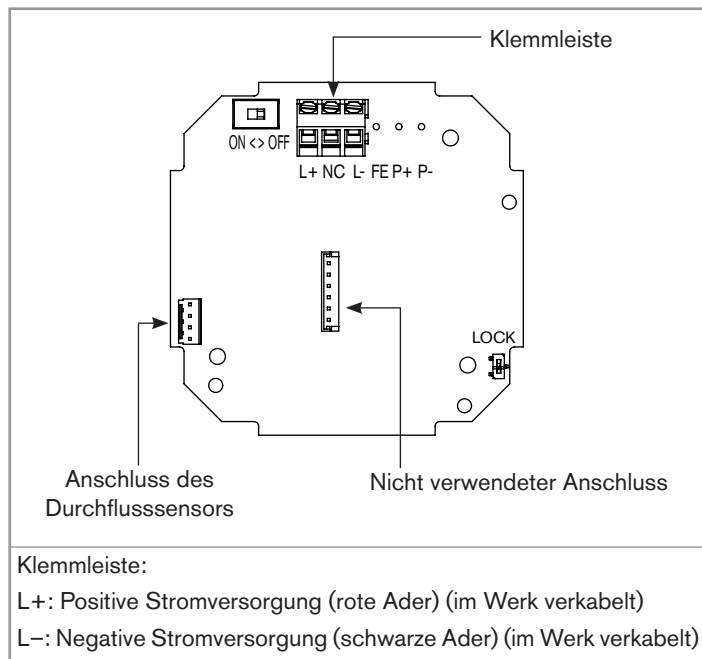 Klemmleiste
ON <> OFF
L+ NC L- FE P+ P-
LOCK
Anschluss des
Durchflusssensors
Nicht verwendeter Anschluss
Klemmleiste:
L+: Positive Stromversorgung (rote Ader) (im Werk verkabelt)
L−: Negative Stromversorgung (schwarze Ader) (im Werk verkabelt)